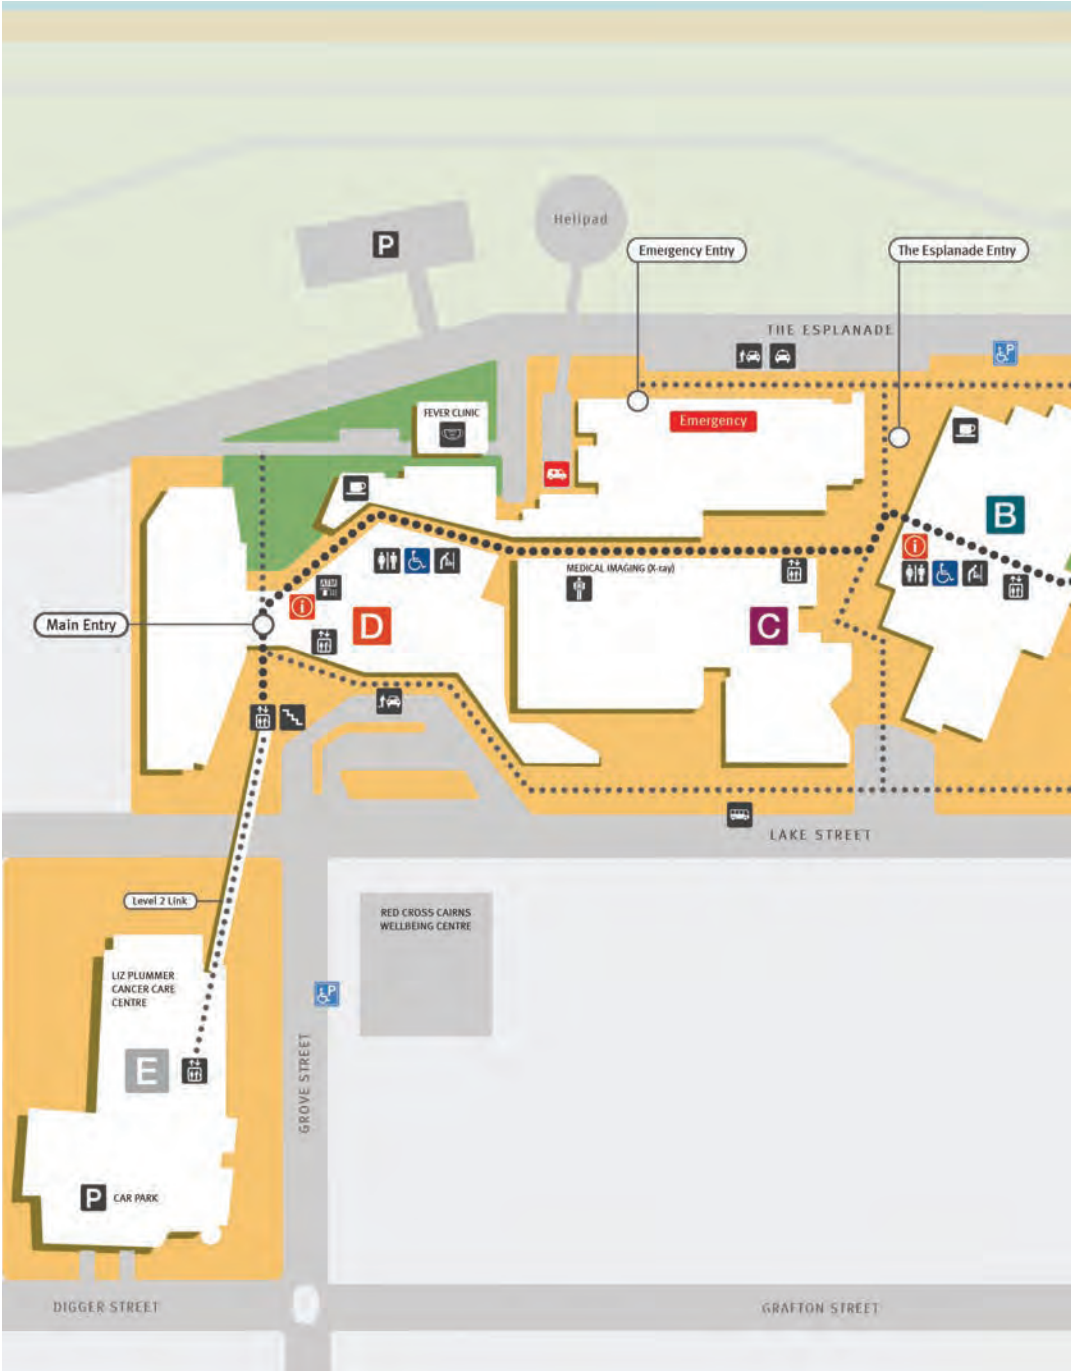 P
Helipad
Emergency Entry
The Esplanade Entry
THE ESPLANADE
P
FEVER CLINIC
Emergency
B
i
MEDICAL IMAGING (X-ray)
ATM
i
D
C
Main Entry
LAKE STREET
Level 2 Link
RED CROSS CAIRNS
WELLBEING CENTRE
LIZ PLUMMER
CANCER CARE
CENTRE
P
E
GROVE STREET
P
CAR PARK
DIGGER STREET
GRAFTON STREET